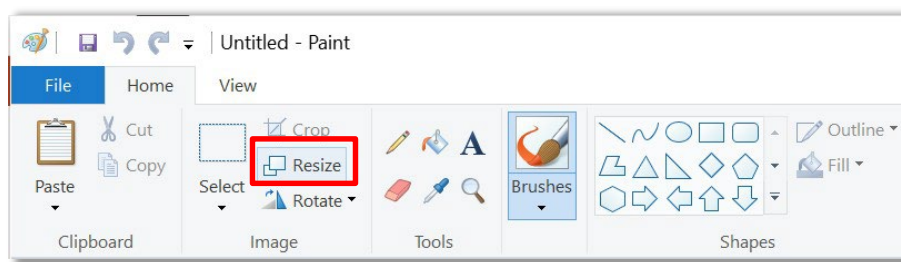 Untitled - Paint
File Home View
Cut
Copy
Paste
Clipboard
Crop
Resize
Rotate
Select
Image
A
Tools
Brushes
Outline
Fill
Shapes